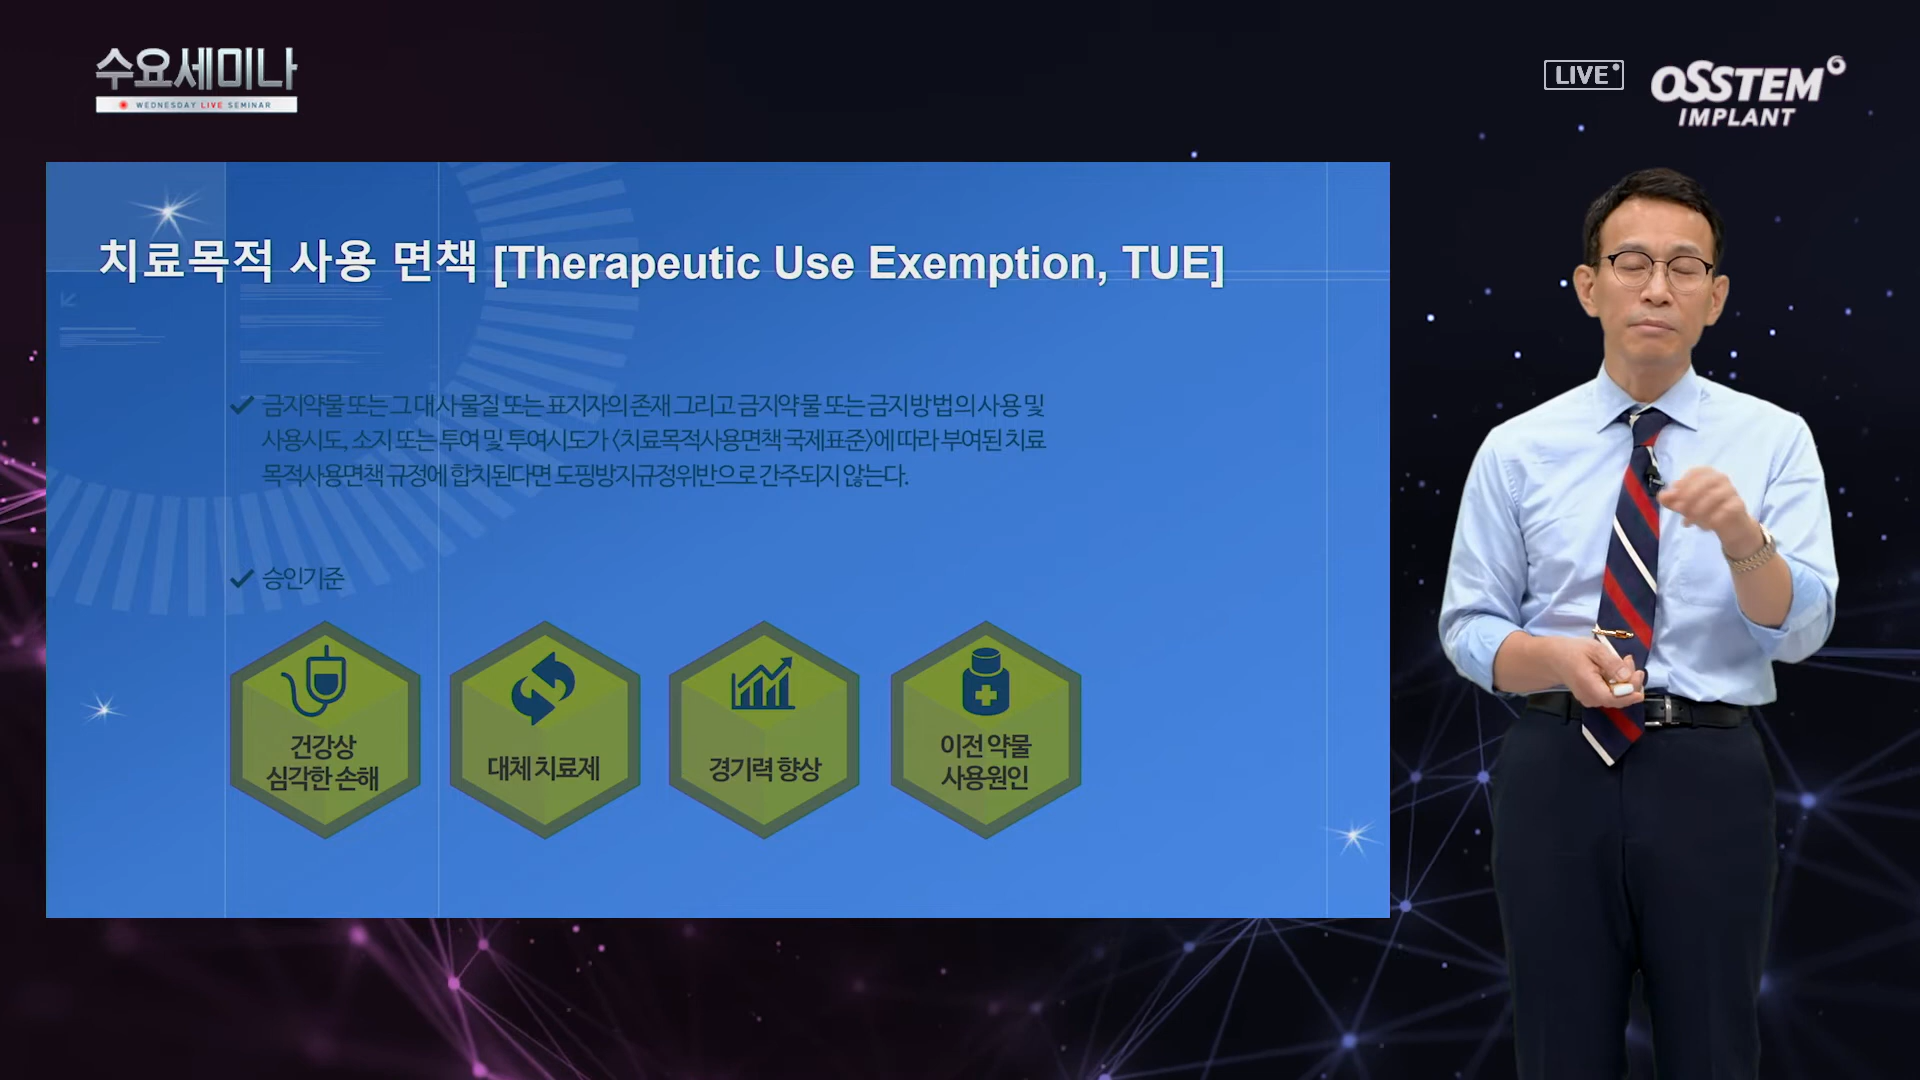 수요세미나
WEDNESDAY LIVE SEMINAR
LIVE
OSSTEM
IMPLANT
치료목적 사용 면책 [Therapeutic Use Exemption, TUE]
금지약물 또는 그 대사물질 또는 표지자의 존재 그리고 금지약물 또는 금지방법의 사용 및
사용시도, 소지 또는 투여 및 투여시도가 <치료목적사용면책 국제표준>에 따라 부여된 치료
목적사용면책 규정에 합치된다면 도핑방지규정위반으로 간주되지 않는다.
승인기준
건강상
심각한 손해
대체 치료제
경기력 향상
이전 약물
사용원인